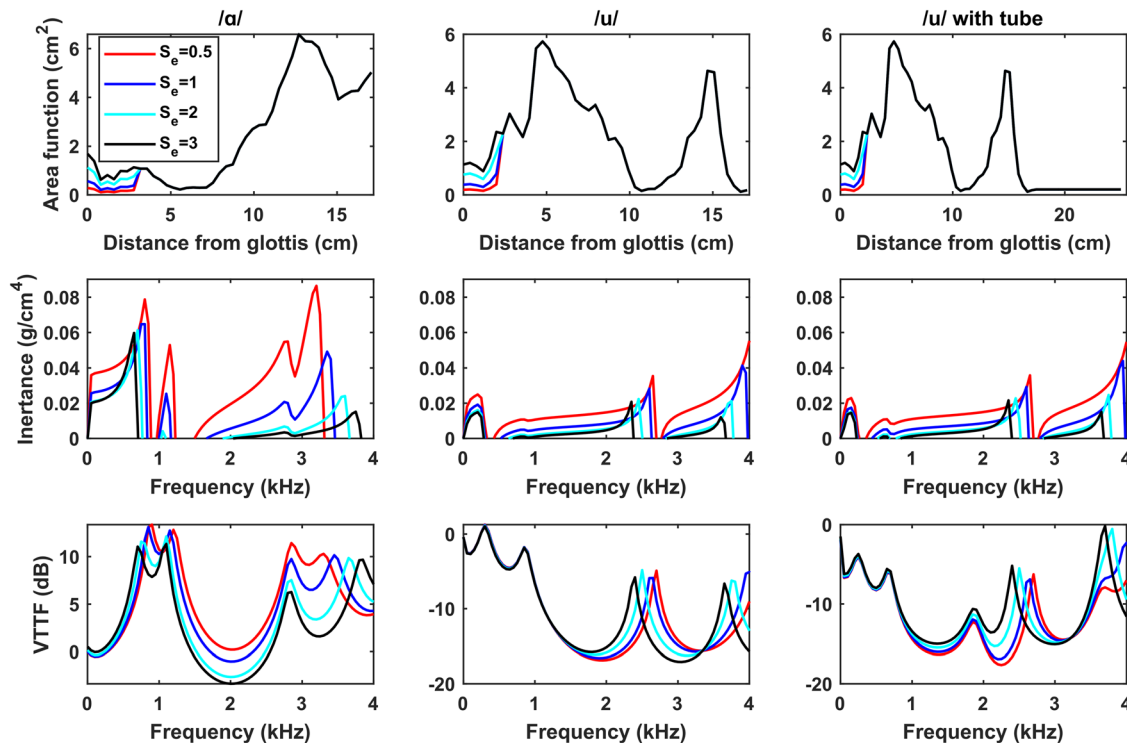 /ɑ/
/u/
/u/ with tube
Area function (cm²)
6
4
2
0
S_e=0.5
S_e=1
S_e=2
S_e=3
0 5 10 15
Distance from glottis (cm)
6
4
2
0
0 5 10 15
Distance from glottis (cm)
6
4
2
0
0 10 20
Distance from glottis (cm)
Inertance (g/cm⁴)
0.08
0.06
0.04
0.02
0
0 1 2 3 4
Frequency (kHz)
0.08
0.06
0.04
0.02
0
0 1 2 3 4
Frequency (kHz)
0.08
0.06
0.04
0.02
0
0 1 2 3 4
Frequency (kHz)
VTTF (dB)
10
5
0
0 1 2 3 4
Frequency (kHz)
0
-10
-20
0 1 2 3 4
Frequency (kHz)
0
-5
-10
-15
-20
0 1 2 3 4
Frequency (kHz)